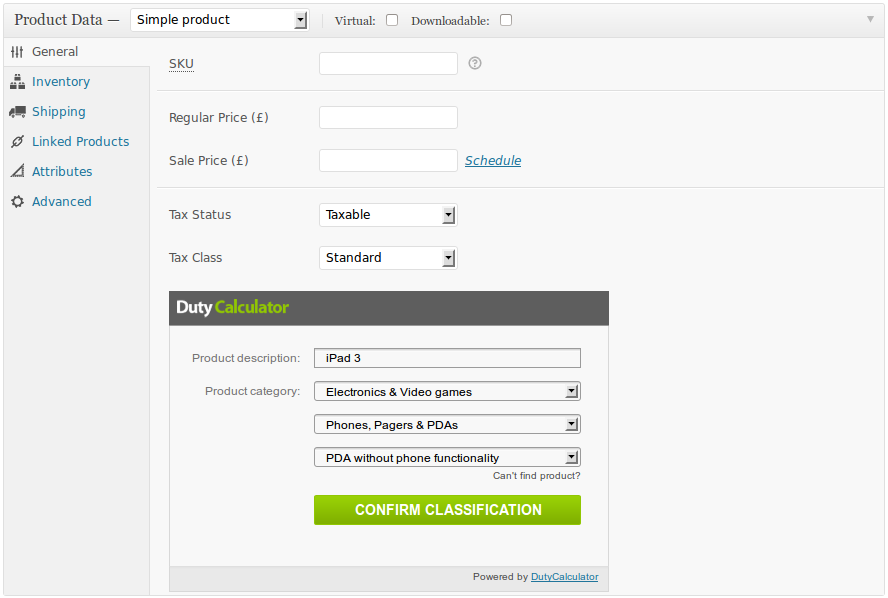 Product Data — Simple product Virtual: Downloadable:
General
Inventory
Shipping
Linked Products
Attributes
Advanced
SKU ?
Regular Price (£)
Sale Price (£) Schedule
Tax Status Taxable
Tax Class Standard
Duty Calculator
Product description: iPad 3
Product category: Electronics & Video games
Phones, Pagers & PDAs
PDA without phone functionality
Can't find product?
CONFIRM CLASSIFICATION
Powered by DutyCalculator